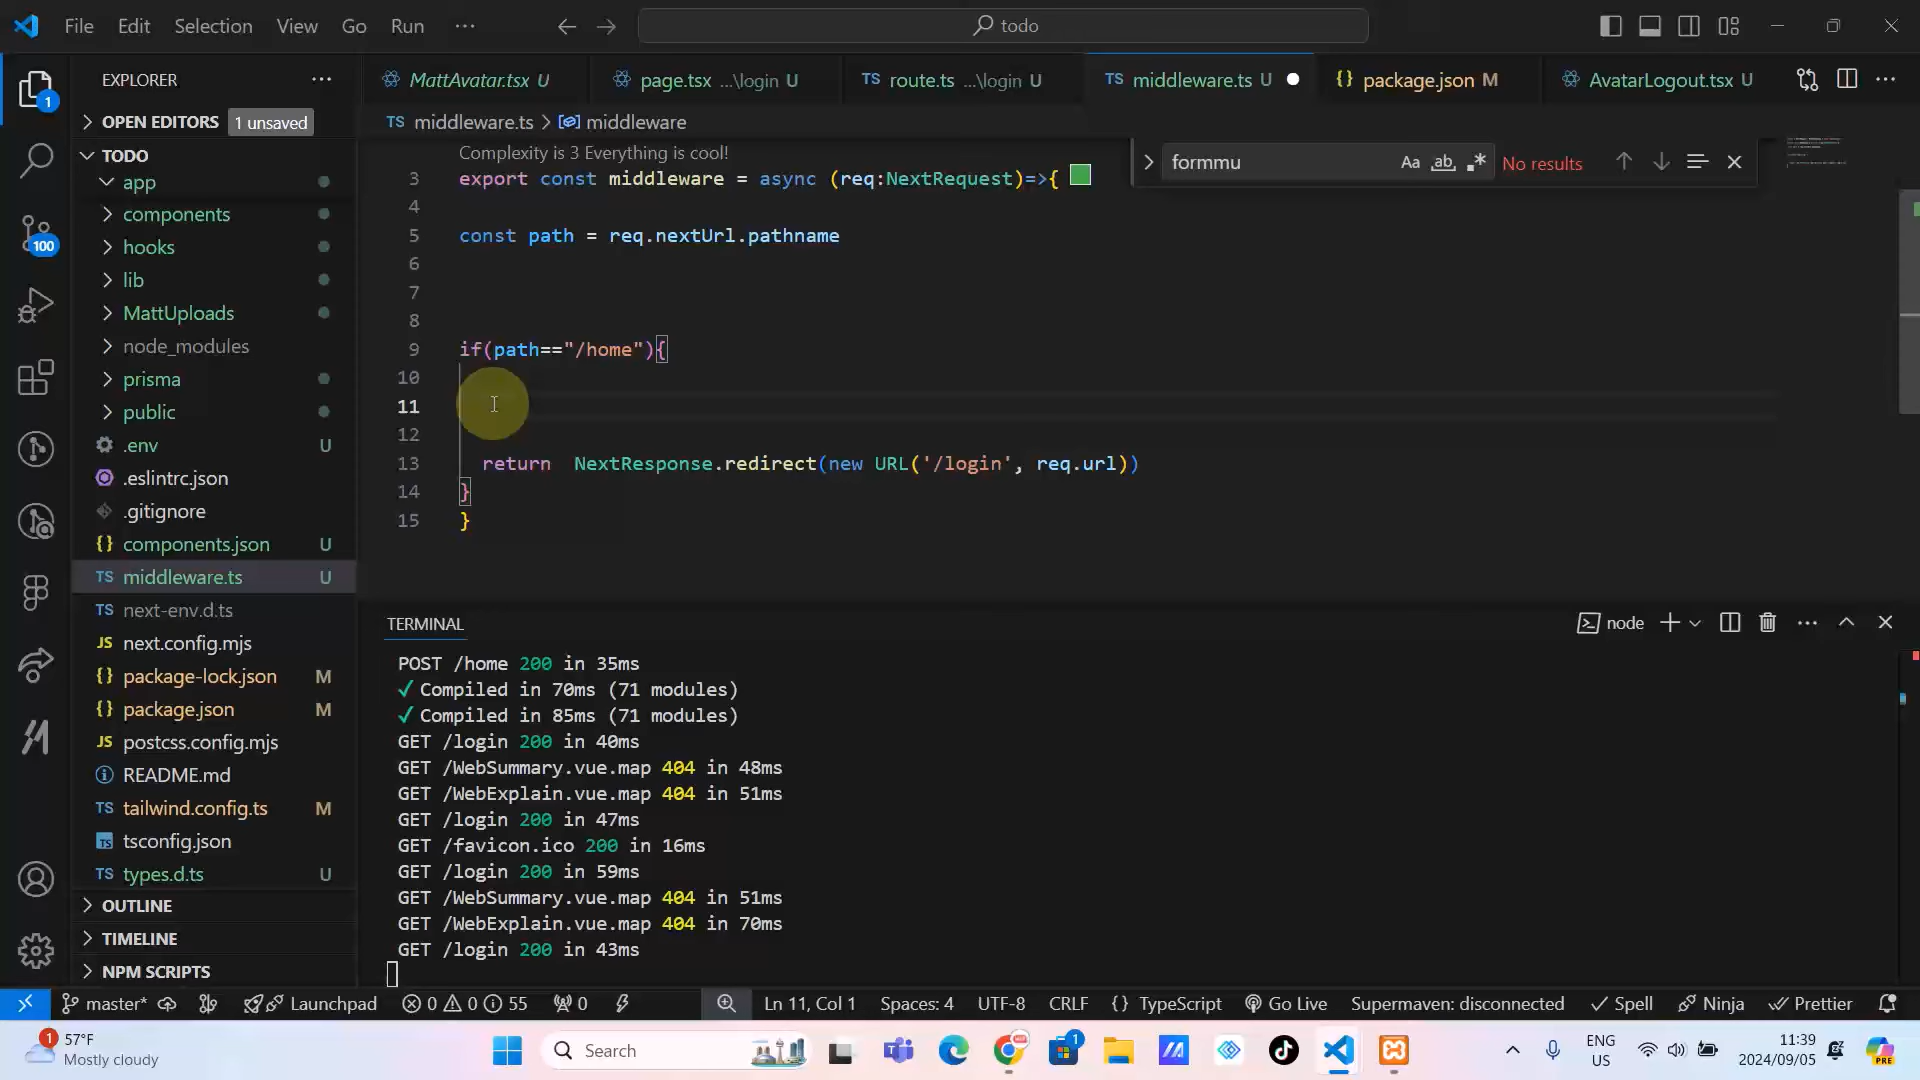 File Edit Selection View Go Run ··· todo
EXPLORER
MattAvatar.tsx U page.tsx ...\login U TS route.ts ...\login U TS middleware.ts U {} package.json M AvatarLogout.tsx U
OPEN EDITORS 1 unsaved
TS middleware.ts > middleware
TODO
app
components
hooks
lib
MattUploads
node_modules
prisma
public
.env U
.eslintrc.json
.gitignore
{} components.json U
TS middleware.ts U
TS next-env.d.ts
JS next.config.mjs
{} package-lock.json M
{} package.json M
JS postcss.config.mjs
README.md
TS tailwind.config.ts M
TS tsconfig.json
TS types.d.ts U
OUTLINE
TIMELINE
NPM SCRIPTS
1
100
formmu Aa ab No results
Complexity is 3 Everything is cool!
3 export const middleware = async (req:NextRequest)=>{
4
5 const path = req.nextUrl.pathname
6
7
8
9 if(path=="/home"){
10
11
12
13 return NextResponse.redirect(new URL('/login', req.url))
14 }
15 }
TERMINAL
node
POST /home 200 in 35ms
✓ Compiled in 70ms (71 modules)
✓ Compiled in 85ms (71 modules)
GET /login 200 in 40ms
GET /WebSummary.vue.map 404 in 48ms
GET /WebExplain.vue.map 404 in 51ms
GET /login 200 in 47ms
GET /favicon.ico 200 in 16ms
GET /login 200 in 59ms
GET /WebSummary.vue.map 404 in 51ms
GET /WebExplain.vue.map 404 in 70ms
GET /login 200 in 43ms
master* Launchpad 0 0 55 0 Ln 11, Col 1 Spaces: 4 UTF-8 CRLF {} TypeScript Go Live Supermaven: disconnected Spell Ninja Prettier
1
57°F
Mostly cloudy
Search
1
ENG
US
11:39
2024/09/05
PRE